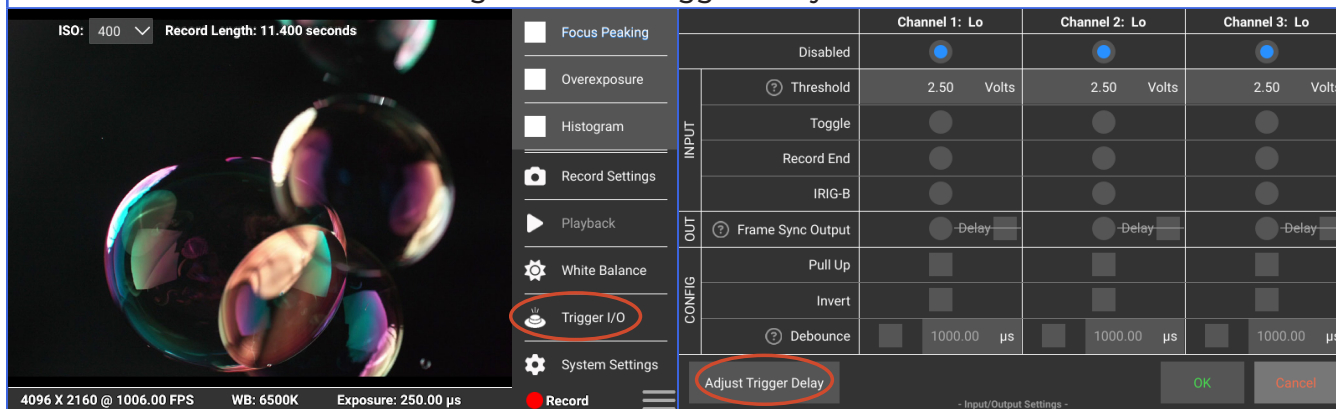 ISO: 400 Record Length: 11.400 seconds
4096 X 2160 @ 1006.00 FPS WB: 6500K Exposure: 250.00 µs
Focus Peaking
Overexposure
Histogram
Record Settings
Playback
White Balance
Trigger I/O
System Settings
Record
Channel 1: Lo Channel 2: Lo Channel 3: Lo
Disabled
INPUT
? Threshold 2.50 Volts 2.50 Volts 2.50 Volts
Toggle
Record End
IRIG-B
OUT
? Frame Sync Output Delay Delay Delay
CONFIG
Pull Up
Invert
? Debounce 1000.00 µs 1000.00 µs 1000.00 µs
Adjust Trigger Delay OK Cancel
- Input/Output Settings -